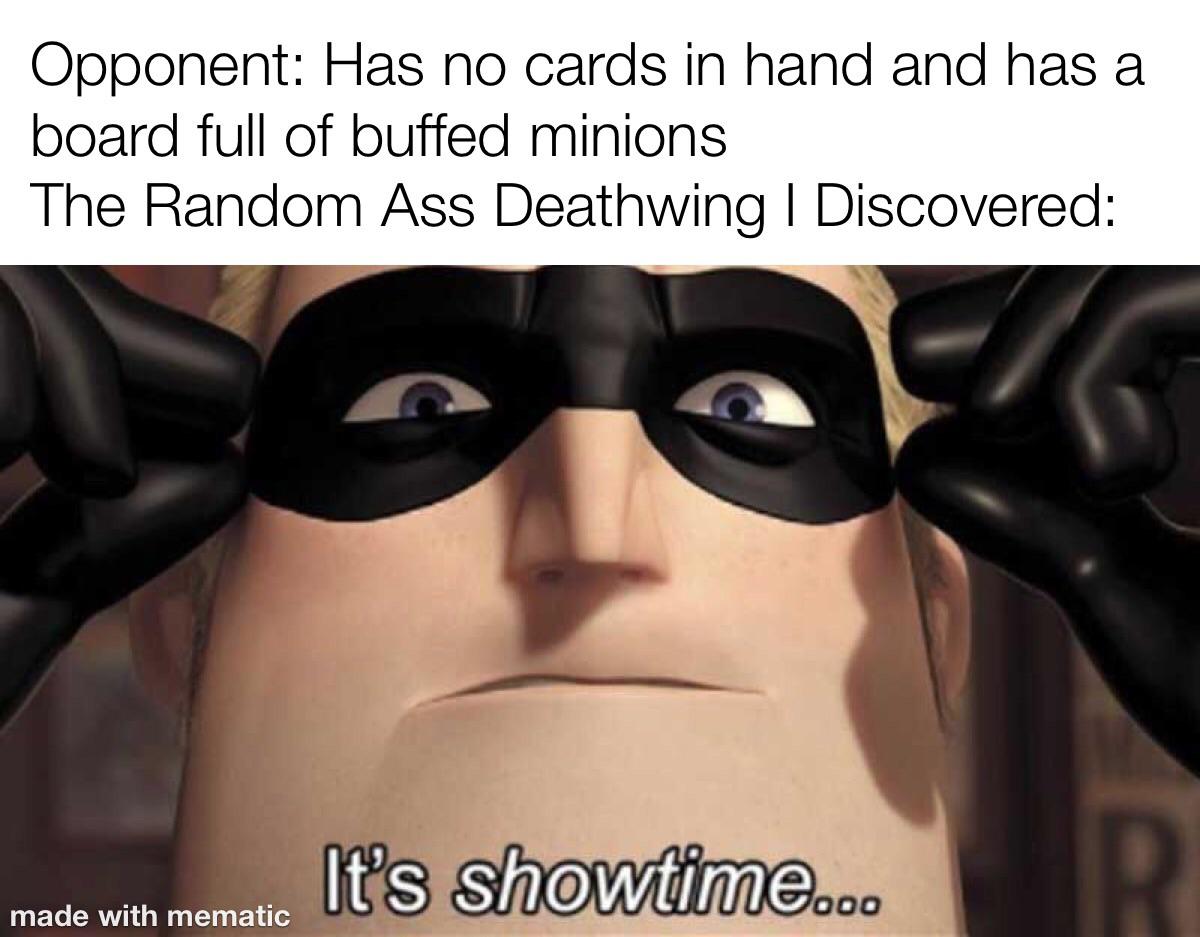 Opponent: Has no cards in hand and has a
board full of buffed minions
The Random Ass Deathwing I Discovered:
R
It's showtime...
made with mematic